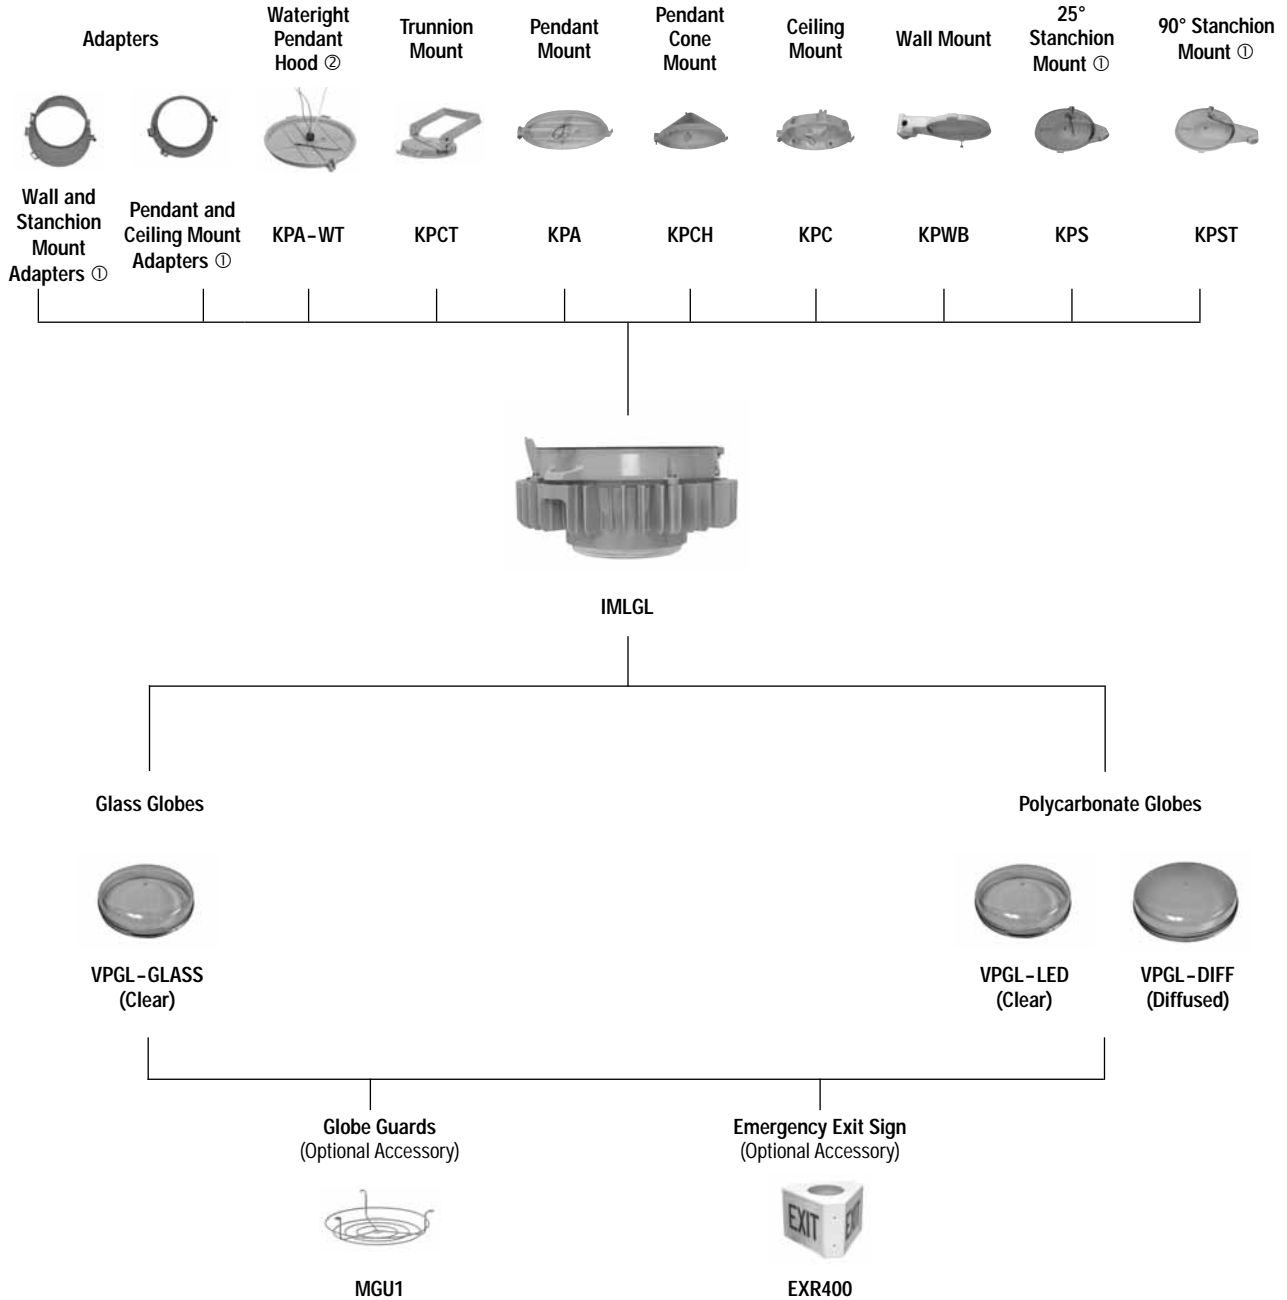 Adapters
Wateright
Pendant
Hood ②
Trunnion
Mount
Pendant
Mount
Pendant
Cone
Mount
Ceiling
Mount
Wall Mount
25°
Stanchion
Mount ①
90° Stanchion
Mount ①
Wall and
Stanchion
Mount
Adapters ①
Pendant and
Ceiling Mount
Adapters ①
KPA-WT
KPCT
KPA
KPCH
KPC
KPWB
KPS
KPST
IMLGL
Glass Globes
Polycarbonate Globes
VPGL-GLASS
(Clear)
VPGL-LED
(Clear)
VPGL-DIFF
(Diffused)
Globe Guards
(Optional Accessory)
Emergency Exit Sign
(Optional Accessory)
EXIT
EXIT
MGU1
EXR400